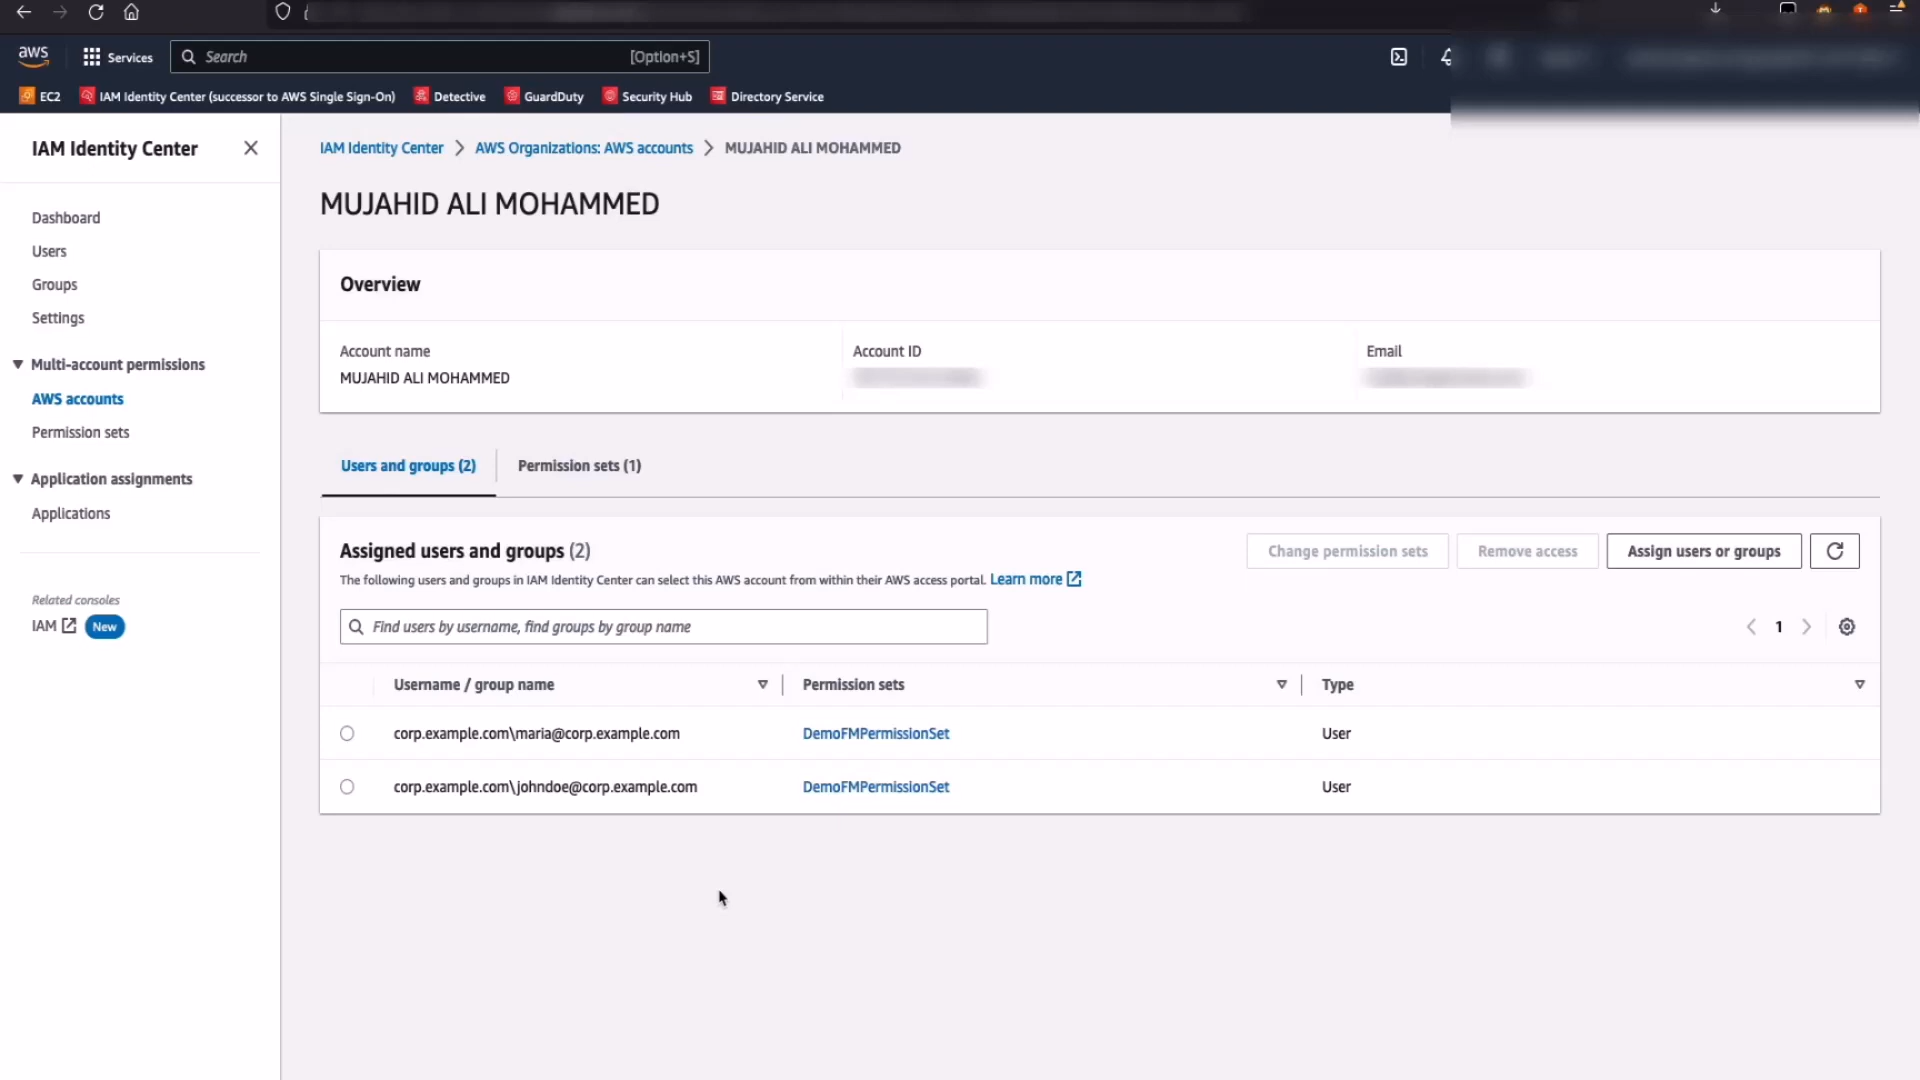 aws
Services
Search
[Option+S]
EC2
IAM Identity Center (successor to AWS Single Sign-On)
Detective
GuardDuty
Security Hub
Directory Service
IAM Identity Center
Dashboard
Users
Groups
Settings
Multi-account permissions
AWS accounts
Permission sets
Application assignments
Applications
Related consoles
IAM
New
IAM Identity Center
AWS Organizations: AWS accounts
MUJAHID ALI MOHAMMED
MUJAHID ALI MOHAMMED
Overview
Account name
MUJAHID ALI MOHAMMED
Account ID
Email
Users and groups (2)
Permission sets (1)
Assigned users and groups (2)
The following users and groups in IAM Identity Center can select this AWS account from within their AWS access portal. Learn more
Change permission sets
Remove access
Assign users or groups
Find users by username, find groups by group name
1
Username / group name
Permission sets
Type
corp.example.com\maria@corp.example.com
DemoFMPermissionSet
User
corp.example.com\johndoe@corp.example.com
DemoFMPermissionSet
User